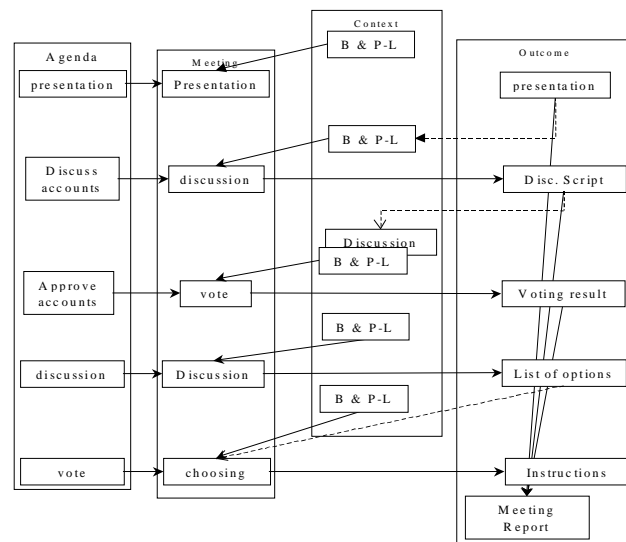 Context
B & P-L
Agenda
Meeting
Outcome
presentation
Presentation
presentation
B & P-L
Discuss
accounts
discussion
Disc. Script
Discussion
B & P-L
Approve
accounts
vote
Voting result
B & P-L
discussion
Discussion
List of options
B & P-L
vote
choosing
Instructions
Meeting
Report